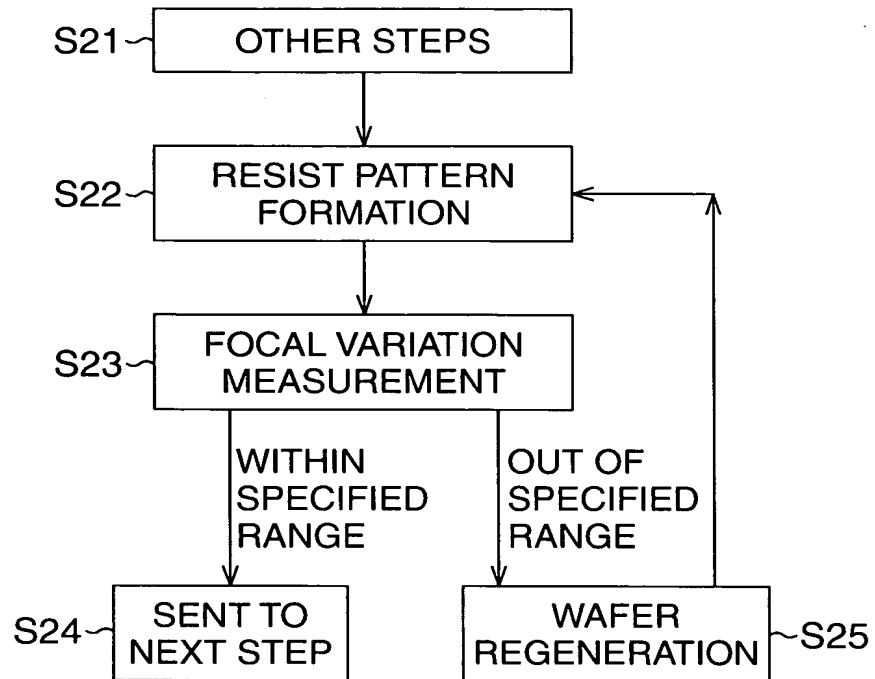 S21
OTHER STEPS
S22
RESIST PATTERN
FORMATION
S23
FOCAL VARIATION
MEASUREMENT
WITHIN
SPECIFIED
RANGE
OUT OF
SPECIFIED
RANGE
S24
SENT TO
NEXT STEP
WAFER
REGENERATION
S25